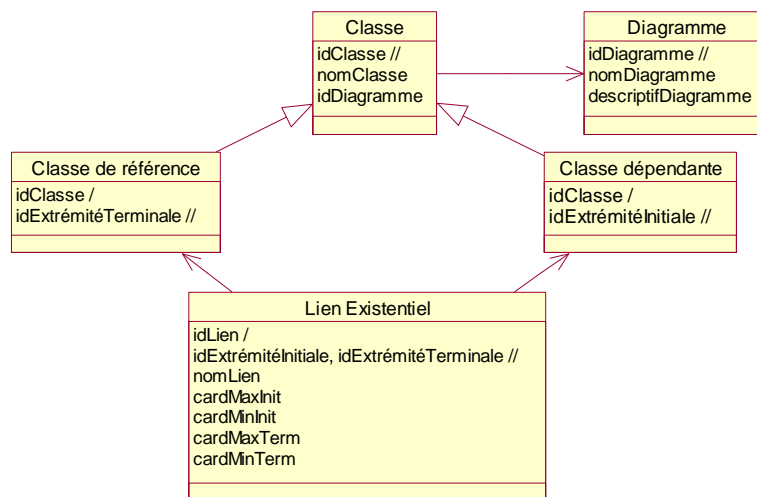 Classe
idClasse //
nomClasse
idDiagramme
Diagramme
idDiagramme //
nomDiagramme
descriptifDiagramme
Classe de référence
idClasse /
idExtrémitéTerminale //
Classe dépendante
idClasse /
idExtrémitéInitiale //
Lien Existentiel
idLien /
idExtrémitéInitiale, idExtrémitéTerminale //
nomLien
cardMaxInit
cardMinInit
cardMaxTerm
cardMinTerm